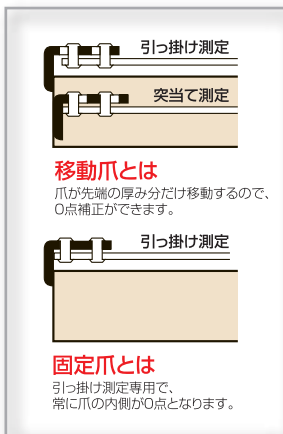 引っ掛け測定
突当て測定
移動爪とは
爪が先端の厚み分だけ移動するので、
0点補正ができます。
引っ掛け測定
固定爪とは
引っ掛け測定専用で、
常に爪の内側が0点となります。